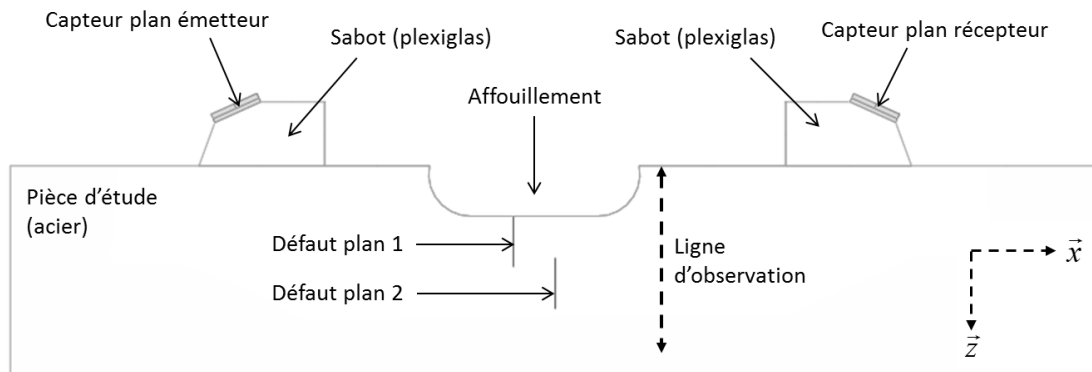 Capteur plan émetteur
Sabot (plexiglas)
Sabot (plexiglas)
Capteur plan récepteur
Affouillement
Pièce d'étude
(acier)
Défaut plan 1
Défaut plan 2
Ligne
d'observation
x
z